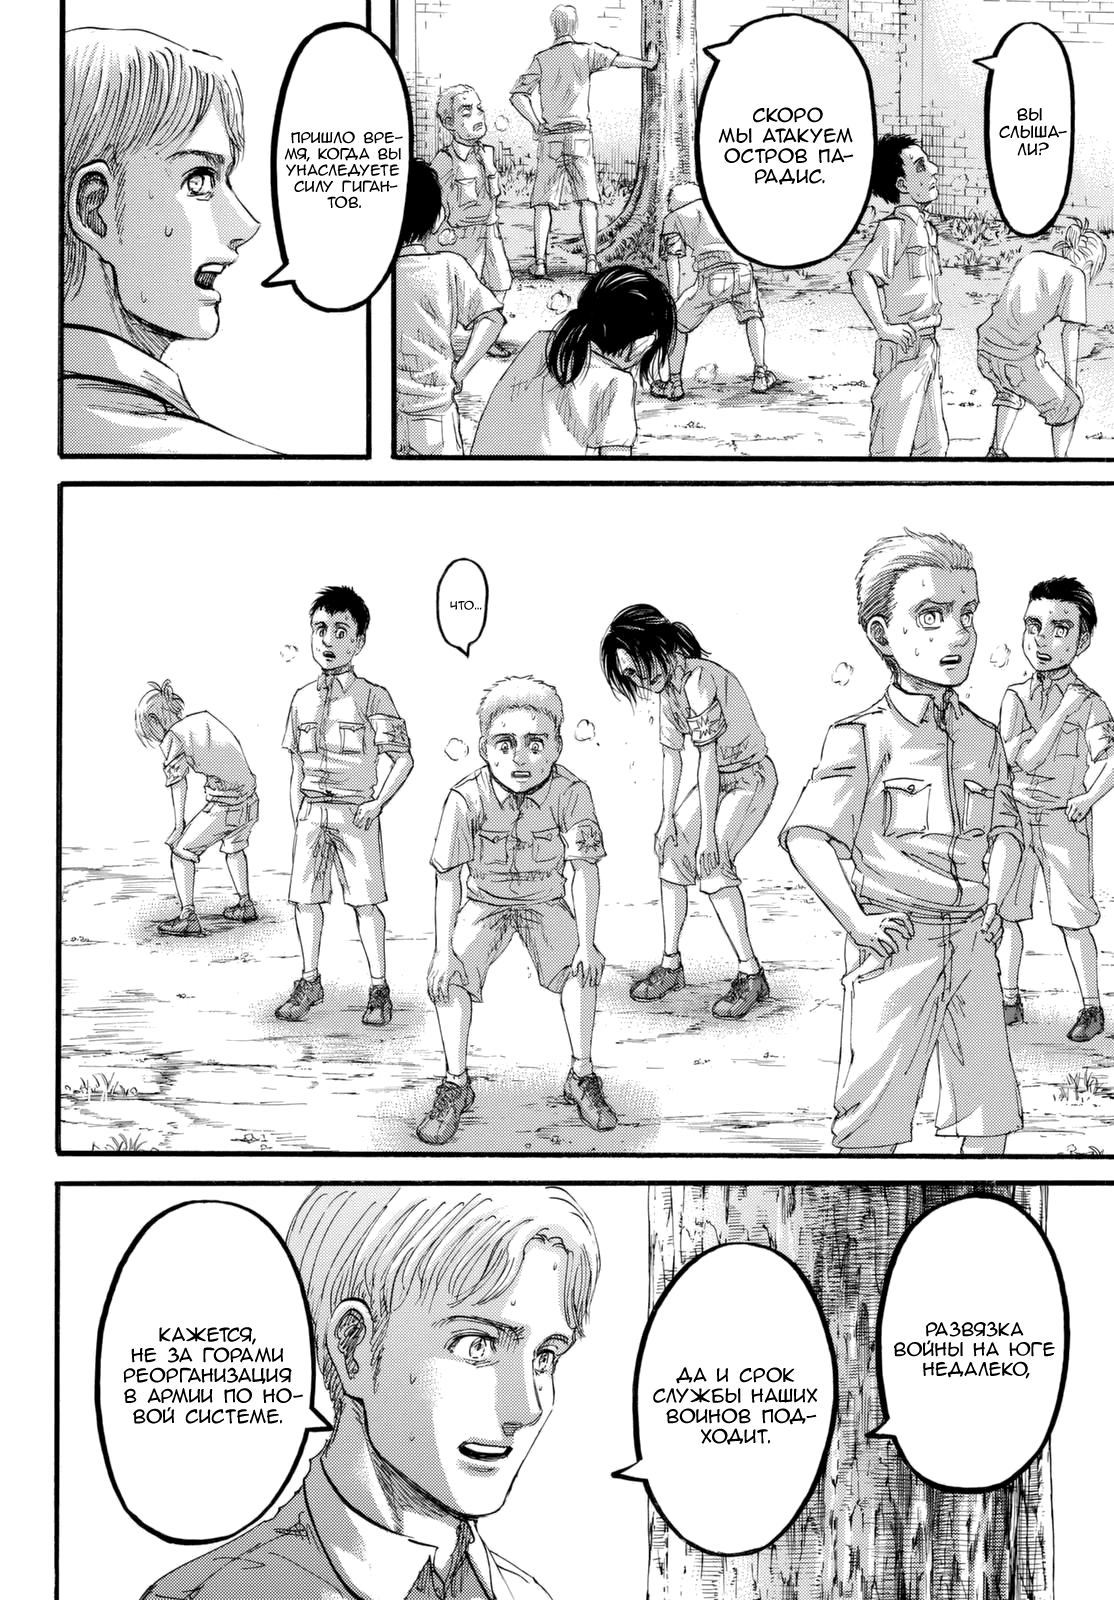 ВЫ
СЛЫША-
ЛИ?
СКОРО
МЫ АТАКУЕМ
ОСТРОВ ПА-
РАДИС.
ПРИШЛО ВРЕ-
МЯ, КОГДА ВЫ
УНАСЛЕДУЕТЕ
СИЛУ ГИГАН-
ТОВ.
ЧТО...
РАЗВЯЗКА
ВОЙНЫ НА ЮГЕ
НЕДАЛЕКО,
ДА И СРОК
СЛУЖБЫ НАШИХ
ВОИНОВ ПОД-
ХОДИТ.
КАЖЕТСЯ,
НЕ ЗА ГОРАМИ
РЕОРГАНИЗАЦИЯ
В АРМИИ ПО НО-
ВОЙ СИСТЕМЕ.